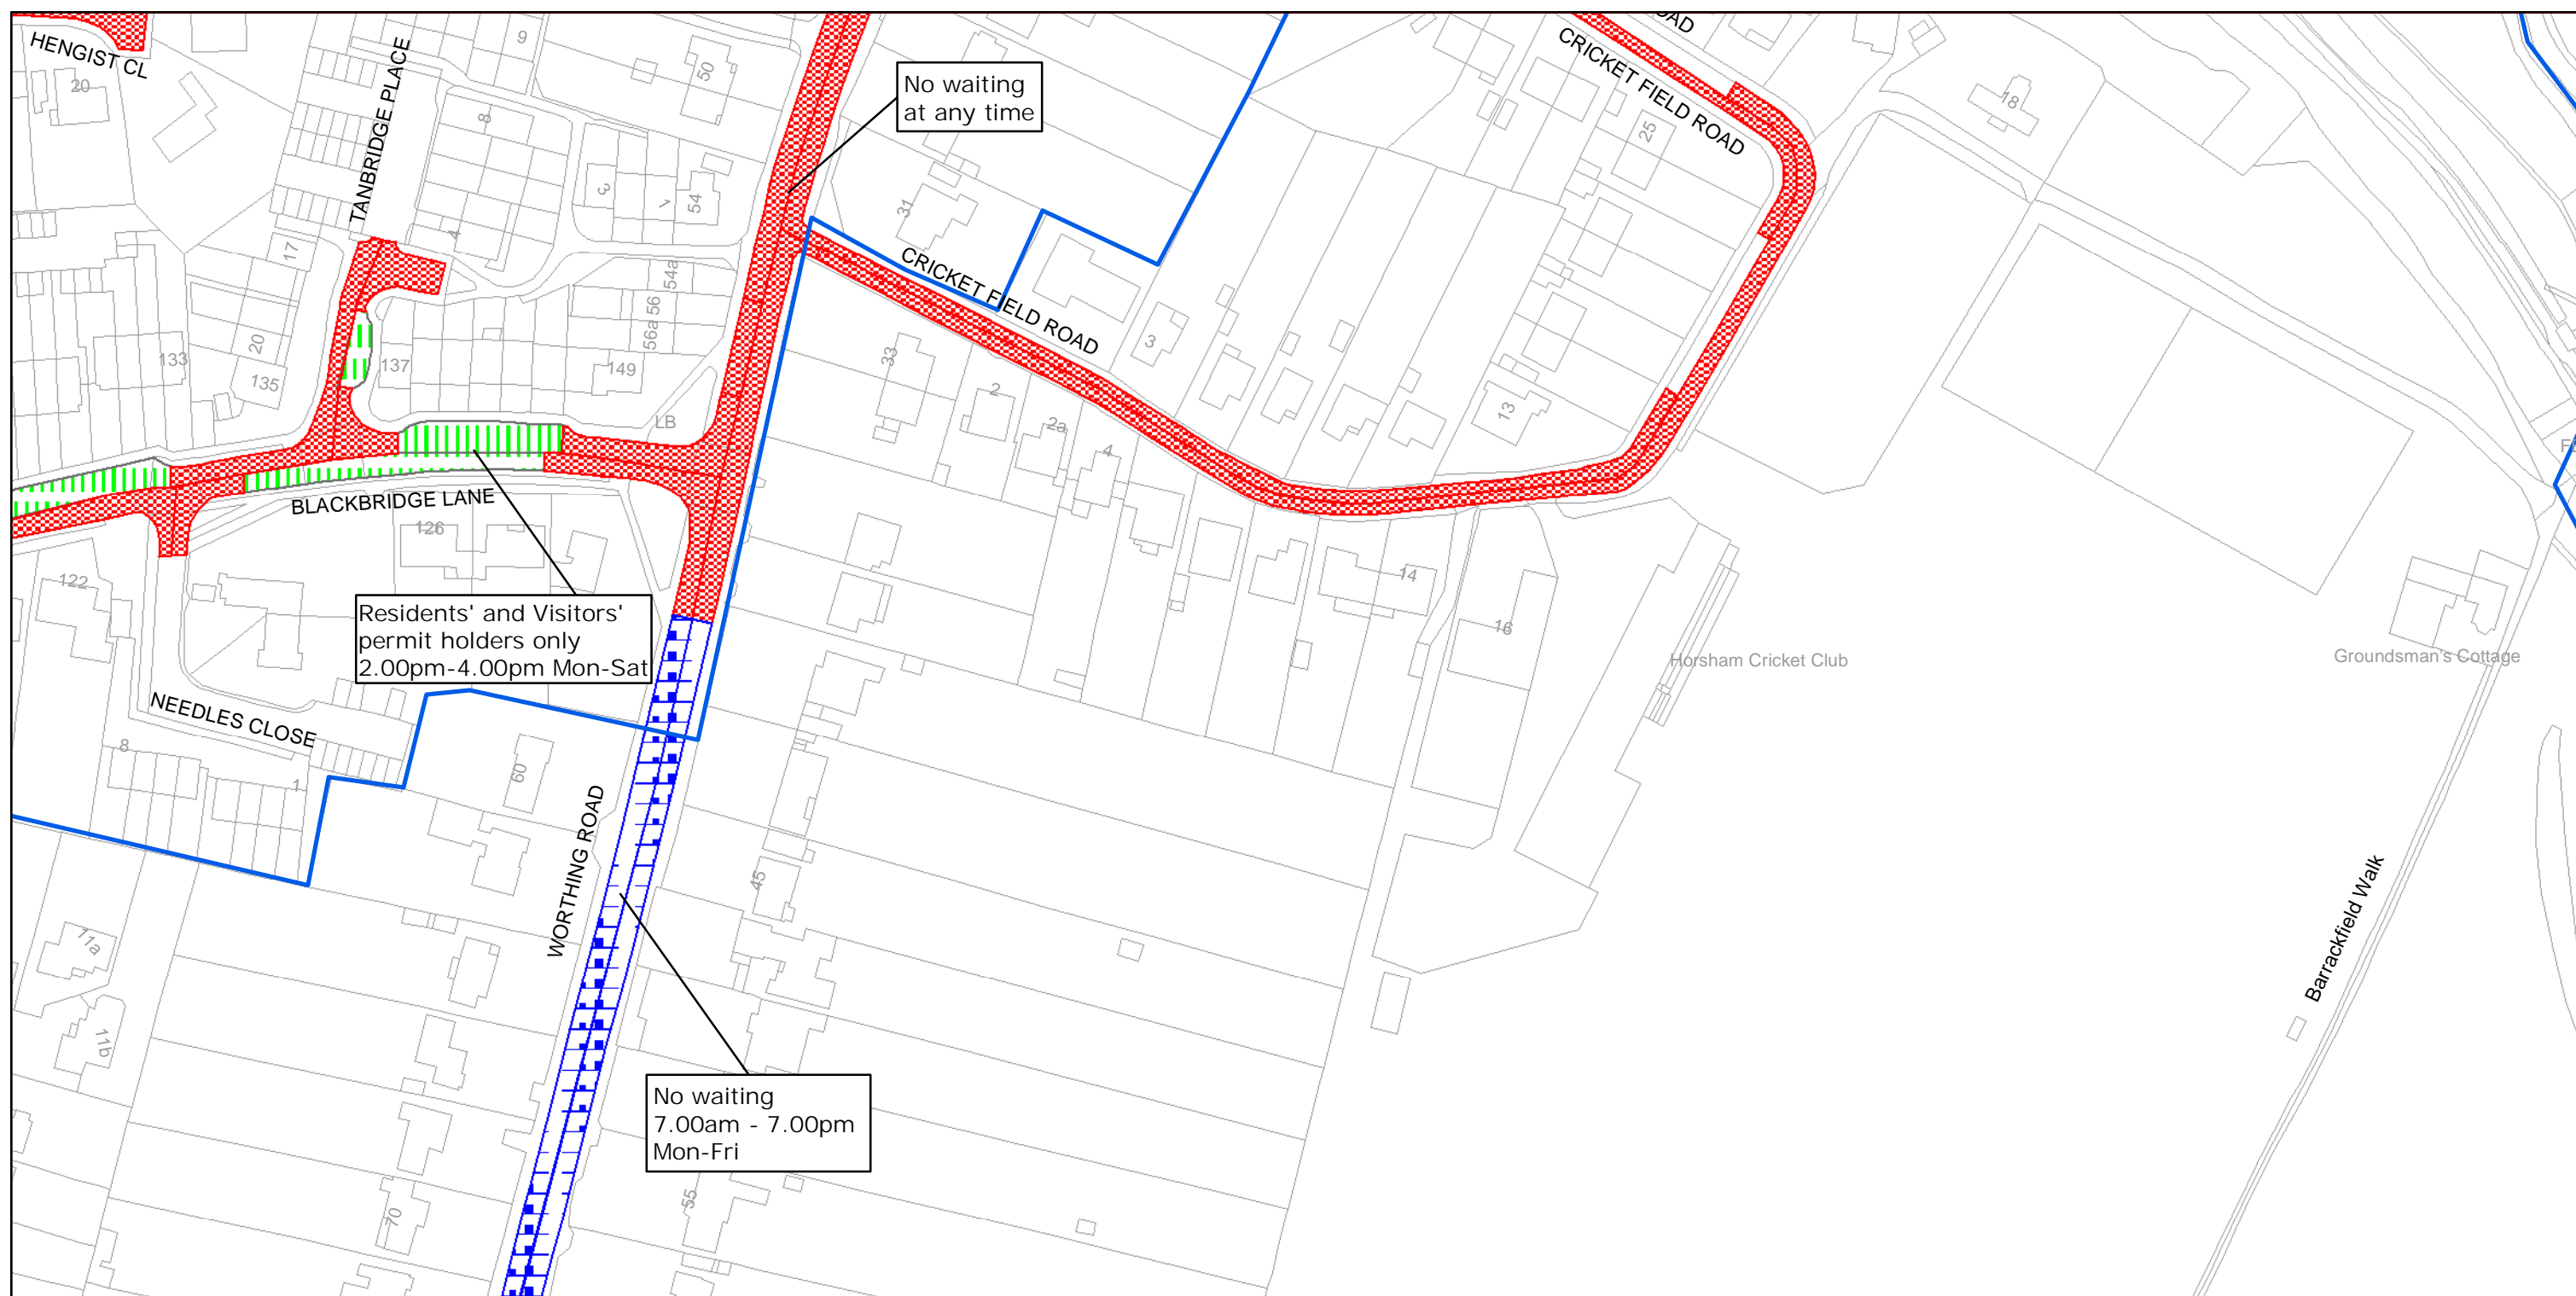 HENGIST CL
20
TANBRIDGE PLACE
9
50
8
No waiting
at any time
CRICKET FIELD ROAD
OAD
25
18
3
7
54
31
4
17
CRICKET FIELD ROAD
54a
56
56a
20
133
135
137
149
33
3
2
2a
4
13
LB
BLACKBRIDGE LANE
126
122
14
16
Residents' and Visitors'
permit holders only
2.00pm-4.00pm Mon-Sat
Horsham Cricket Club
Groundsman's Cottage
NEEDLES CLOSE
8
1
60
WORTHING ROAD
45
11a
11b
Barrackfield Walk
No waiting
7.00am - 7.00pm
Mon-Fri
55
70